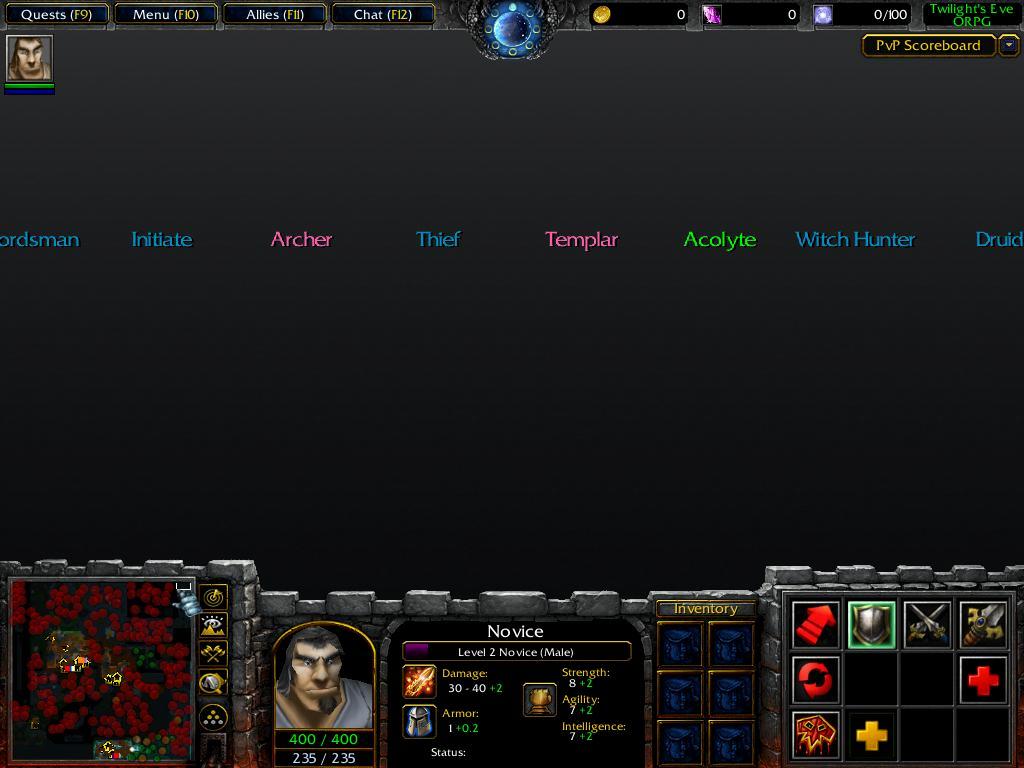 Quests (F9)
Menu (F10)
Allies (F11)
Chat (F12)
0
0
0/100
Twilight's Eve
ORPG
PvP Scoreboard
ordsman
Initiate
Archer
Thief
Templar
Acolyte
Witch Hunter
Druid
Novice
Level 2 Novice (Male)
Damage:
30 - 40 +2
Armor:
1 +0.2
Status:
Strength:
8 +2
Agility:
7 +2
Intelligence:
7 +2
400 / 400
235 / 235
Inventory